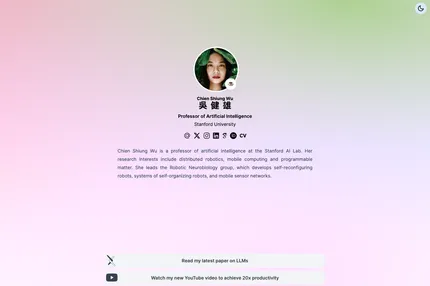 Chien Shiung Wu
吳健雄
Professor of Artificial Intelligence
Stanford University
CV
Chien Shiung Wu is a professor of artificial intelligence at the Stanford AI Lab. Her
research interests include distributed robotics, mobile computing and programmable
matter. She leads the Robotic Neurobiology group, which develops self-reconfiguring
robots, systems of self-organizing robots, and mobile sensor networks.
Read my latest paper on LLMs
Watch my new YouTube video to achieve 20x productivity